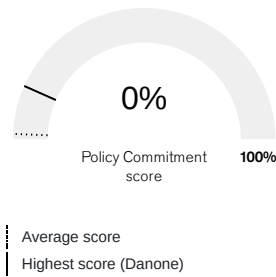 0%
Policy Commitment 100%
score
Average score
Highest score (Danone)